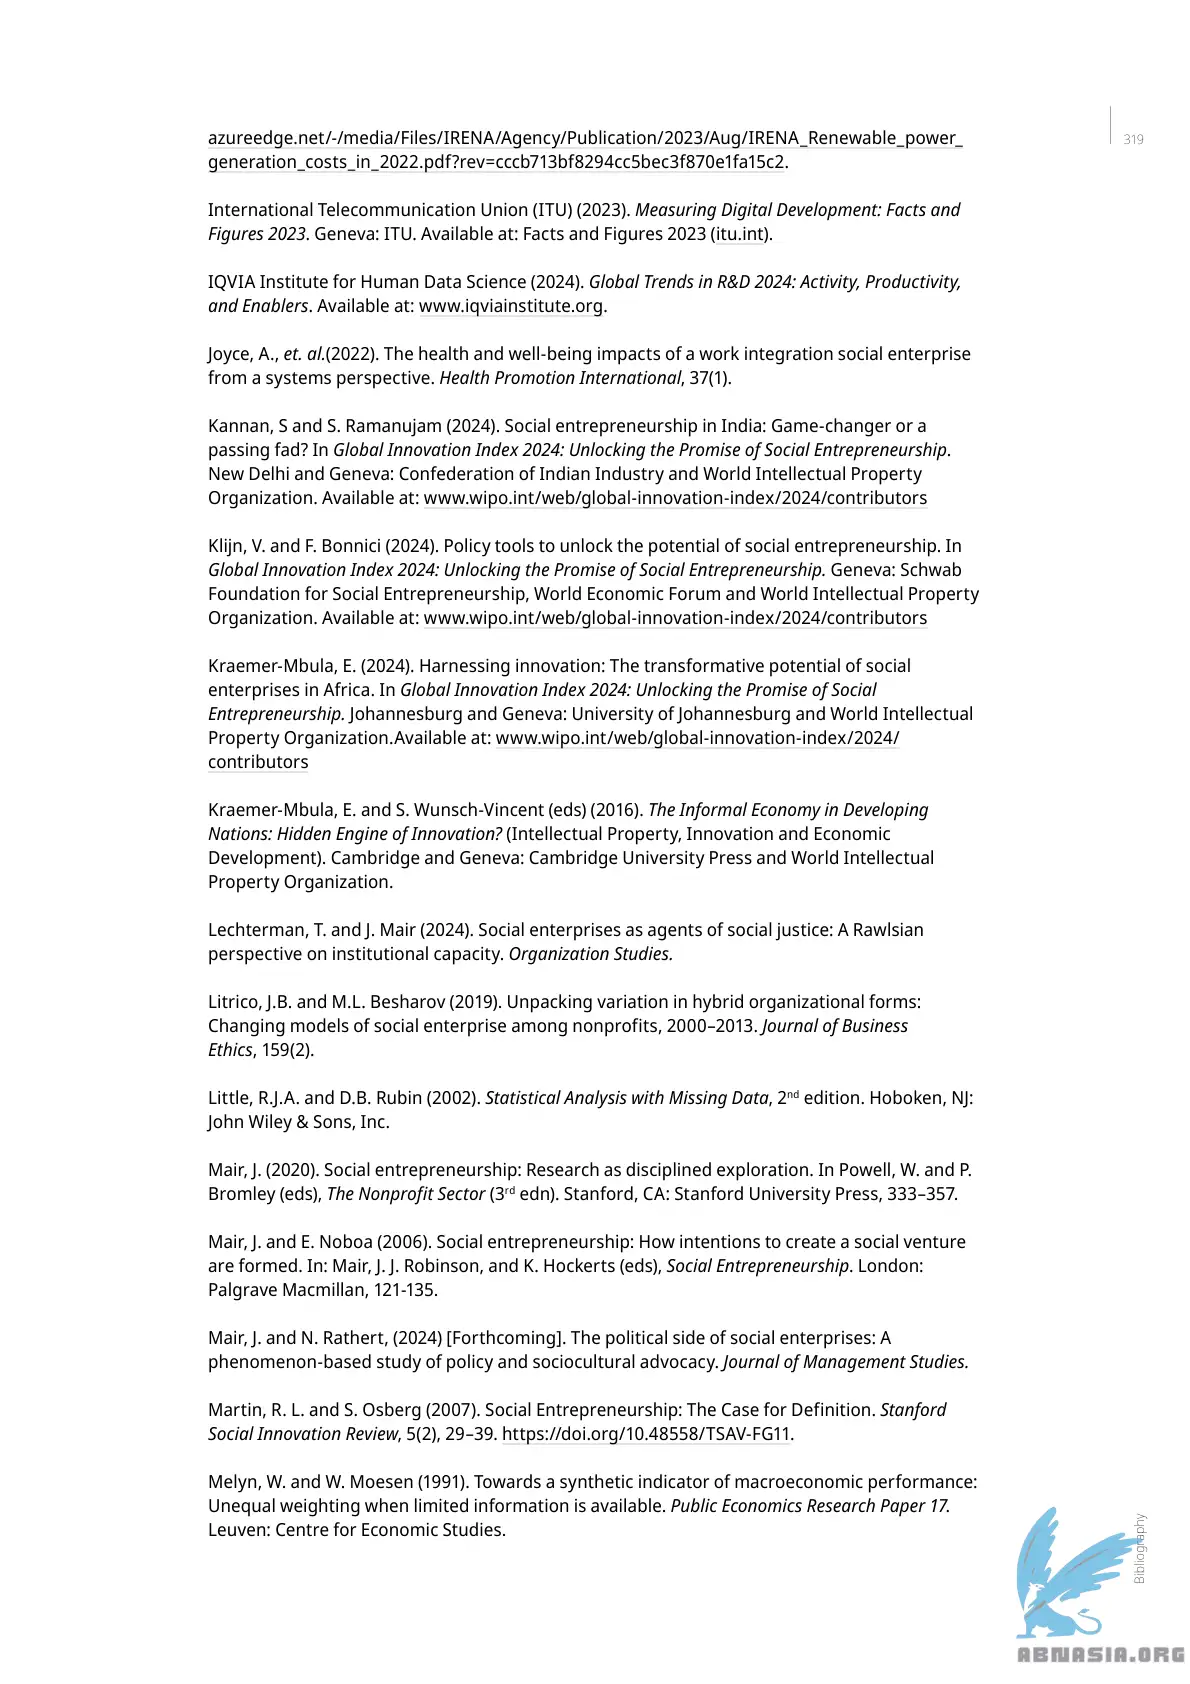 319
azureedge.net/-/media/Files/IRENA/Agency/Publication/2023/Aug/IRENA_Renewable_power_
generation_costs_in_2022.pdf?rev=cccb713bf8294cc5bec3f870e1fa15c2.
International Telecommunication Union (ITU) (2023). Measuring Digital Development: Facts and
Figures 2023. Geneva: ITU. Available at: Facts and Figures 2023 (itu.int).
IQVIA Institute for Human Data Science (2024). Global Trends in R&D 2024: Activity, Productivity,
and Enablers. Available at: www.iqviainstitute.org.
Joyce, A., et. al.(2022). The health and well-being impacts of a work integration social enterprise
from a systems perspective. Health Promotion International, 37(1).
Kannan, S and S. Ramanujam (2024). Social entrepreneurship in India: Game-changer or a
passing fad? In Global Innovation Index 2024: Unlocking the Promise of Social Entrepreneurship.
New Delhi and Geneva: Confederation of Indian Industry and World Intellectual Property
Organization. Available at: www.wipo.int/web/global-innovation-index/2024/contributors
Klijn, V. and F. Bonnici (2024). Policy tools to unlock the potential of social entrepreneurship. In
Global Innovation Index 2024: Unlocking the Promise of Social Entrepreneurship. Geneva: Schwab
Foundation for Social Entrepreneurship, World Economic Forum and World Intellectual Property
Organization. Available at: www.wipo.int/web/global-innovation-index/2024/contributors
Kraemer-Mbula, E. (2024). Harnessing innovation: The transformative potential of social
enterprises in Africa. In Global Innovation Index 2024: Unlocking the Promise of Social
Entrepreneurship. Johannesburg and Geneva: University of Johannesburg and World Intellectual
Property Organization.Available at: www.wipo.int/web/global-innovation-index/2024/
contributors
Kraemer-Mbula, E. and S. Wunsch-Vincent (eds) (2016). The Informal Economy in Developing
Nations: Hidden Engine of Innovation? (Intellectual Property, Innovation and Economic
Development). Cambridge and Geneva: Cambridge University Press and World Intellectual
Property Organization.
Lechterman, T. and J. Mair (2024). Social enterprises as agents of social justice: A Rawlsian
perspective on institutional capacity. Organization Studies.
Litrico, J.B. and M.L. Besharov (2019). Unpacking variation in hybrid organizational forms:
Changing models of social enterprise among nonprofits, 2000–2013. Journal of Business
Ethics, 159(2).
Little, R.J.A. and D.B. Rubin (2002). Statistical Analysis with Missing Data, 2nd edition. Hoboken, NJ:
John Wiley & Sons, Inc.
Mair, J. (2020). Social entrepreneurship: Research as disciplined exploration. In Powell, W. and P.
Bromley (eds), The Nonprofit Sector (3rd edn). Stanford, CA: Stanford University Press, 333–357.
Mair, J. and E. Noboa (2006). Social entrepreneurship: How intentions to create a social venture
are formed. In: Mair, J. J. Robinson, and K. Hockerts (eds), Social Entrepreneurship. London:
Palgrave Macmillan, 121-135.
Mair, J. and N. Rathert, (2024) [Forthcoming]. The political side of social enterprises: A
phenomenon-based study of policy and sociocultural advocacy. Journal of Management Studies.
Martin, R. L. and S. Osberg (2007). Social Entrepreneurship: The Case for Definition. Stanford
Social Innovation Review, 5(2), 29–39. https://doi.org/10.48558/TSAV-FG11.
Melyn, W. and W. Moesen (1991). Towards a synthetic indicator of macroeconomic performance:
Unequal weighting when limited information is available. Public Economics Research Paper 17.
Leuven: Centre for Economic Studies.
Bibliography
ABNASIA.ORG